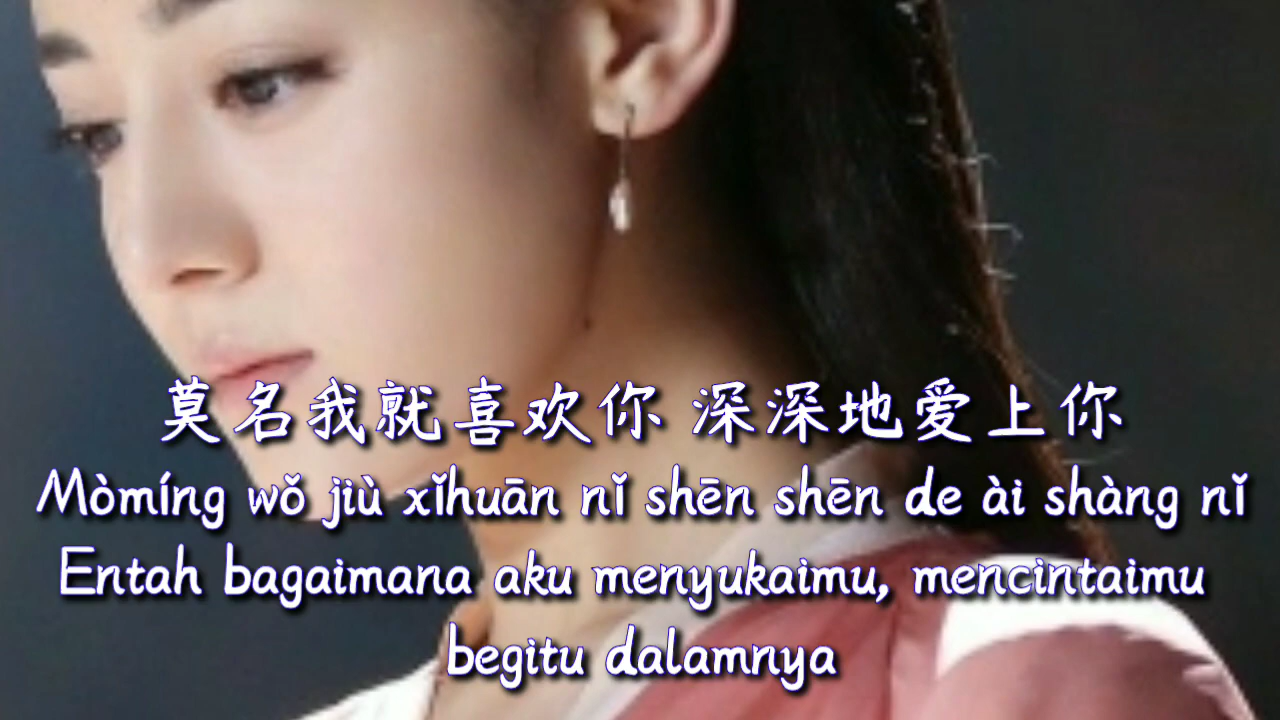 莫名我就喜欢你 深深地爱上你
Mòmíng wǒ jiù xǐhuān nǐ shēn shēn de ài shàng nǐ
Entah bagaimana aku menyukaimu, mencintaimu
begitu dalamnya